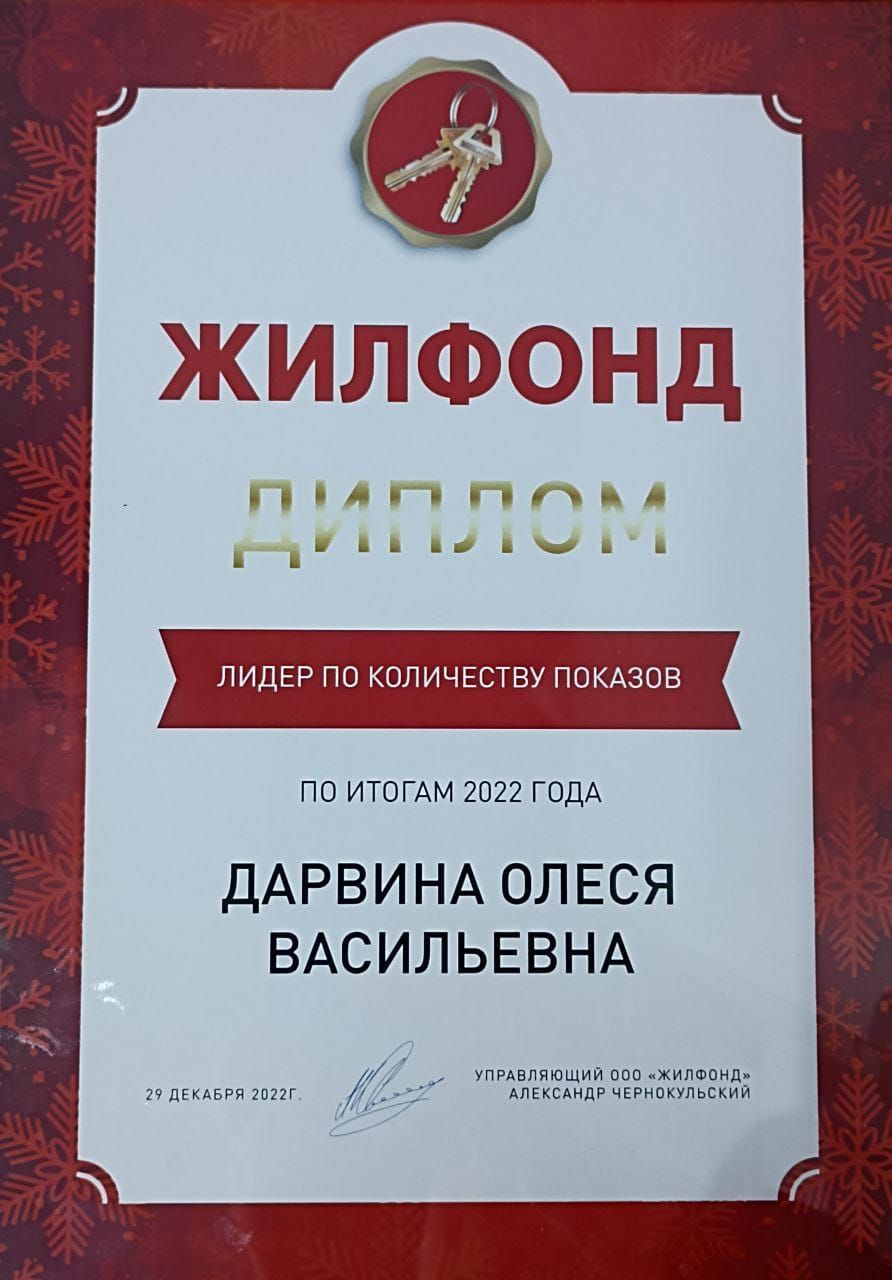 ЖИЛФОНД
ДИПЛОМ
ЛИДЕР ПО КОЛИЧЕСТВУ ПОКАЗОВ
ПО ИТОГАМ 2022 ГОДА
ДАРВИНА ОЛЕСЯ
ВАСИЛЬЕВНА
29 ДЕКАБРЯ 2022Г.
УПРАВЛЯЮЩИЙ ООО «ЖИЛФОНД»
АЛЕКСАНДР ЧЕРНОКУЛЬСКИЙ